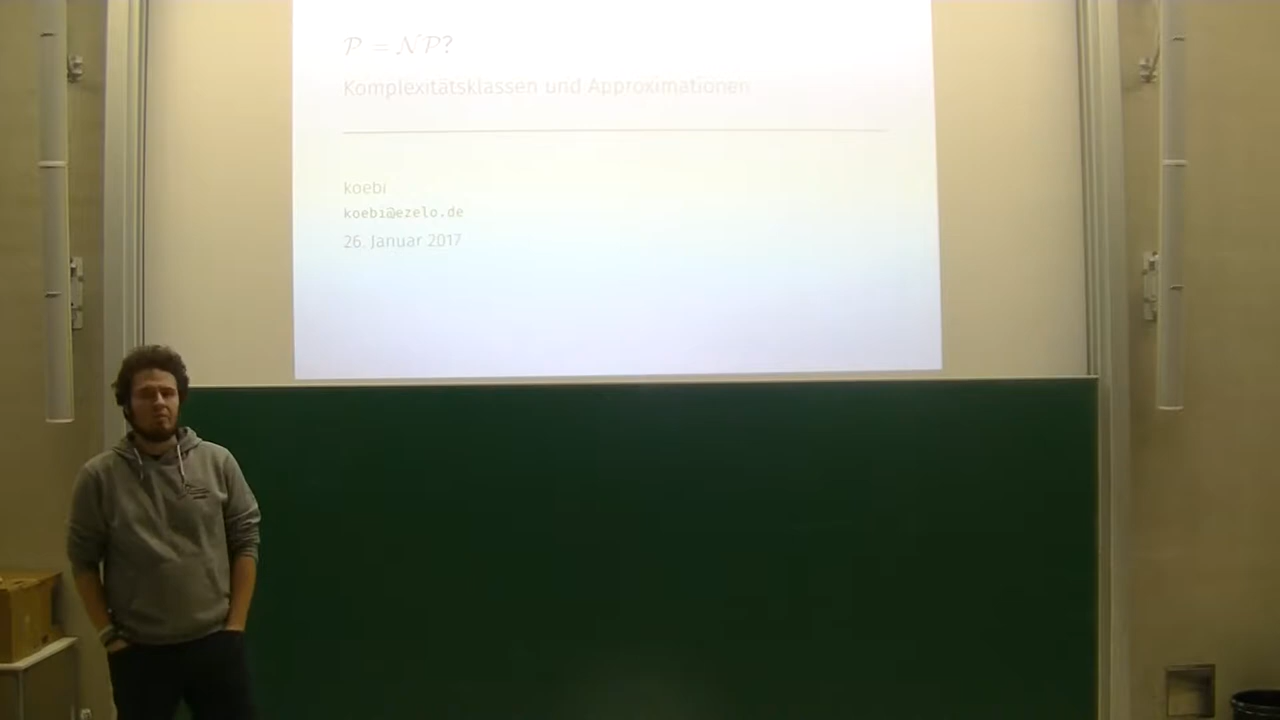 P = NP?
Komplexitätsklassen und Approximationen
koebi
koebi@ezelo.de
26. Januar 2017